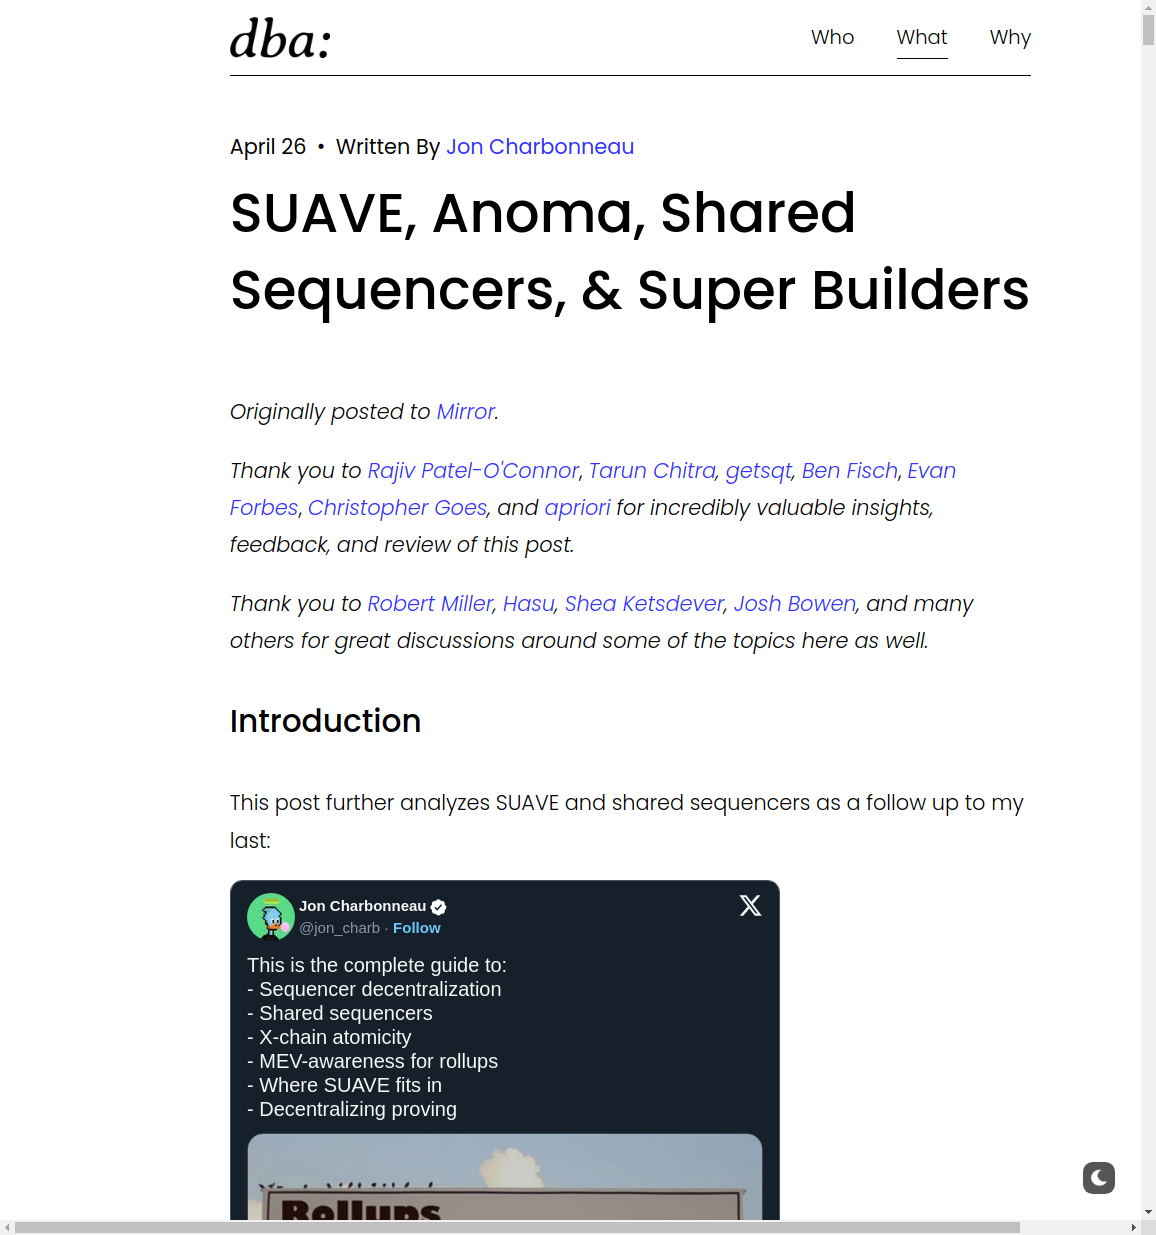 dba:
Who What Why
April 26 • Written By Jon Charbonneau
SUAVE, Anoma, Shared
Sequencers, & Super Builders
Originally posted to Mirror.
Thank you to Rajiv Patel-O'Connor, Tarun Chitra, getsqt, Ben Fisch, Evan
Forbes, Christopher Goes, and apriori for incredibly valuable insights,
feedback, and review of this post.
Thank you to Robert Miller, Hasu, Shea Ketsdever, Josh Bowen, and many
others for great discussions around some of the topics here as well.
Introduction
This post further analyzes SUAVE and shared sequencers as a follow up to my
last:
Jon Charbonneau
@jon_charb · Follow
This is the complete guide to:
- Sequencer decentralization
- Shared sequencers
- X-chain atomicity
- MEV-awareness for rollups
- Where SUAVE fits in
- Decentralizing proving
Rollups